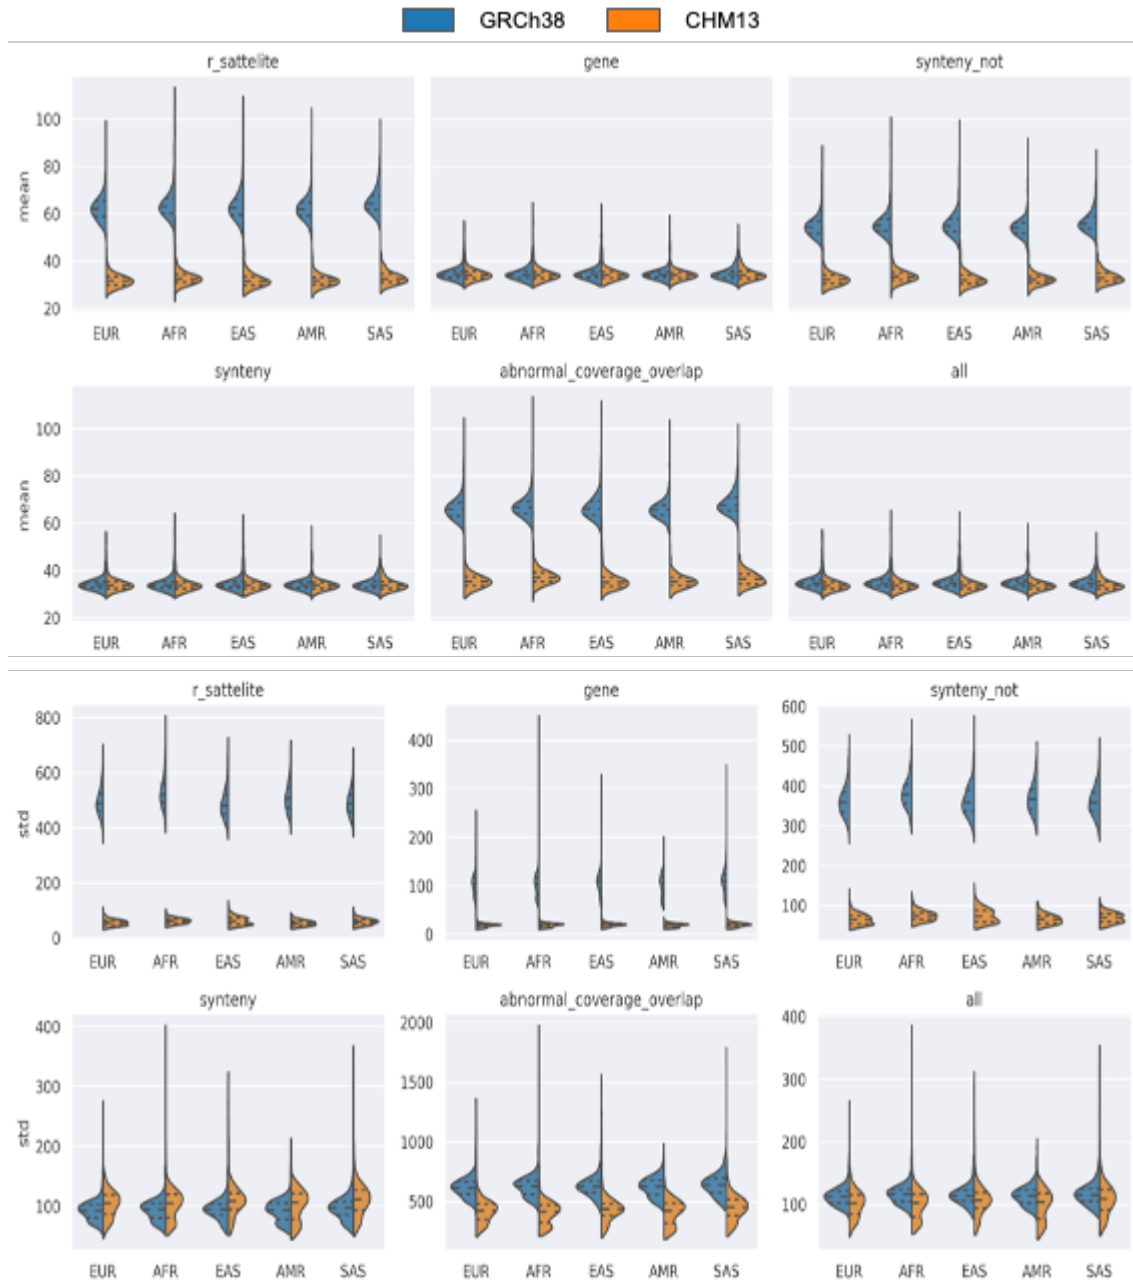 GRCh38 CHM13
r_sattelite gene synteny_not
100
80
60
40
20
mean
EUR AFR EAS AMR SAS EUR AFR EAS AMR SAS EUR AFR EAS AMR SAS
synteny abnormal_coverage_overlap all
100
80
60
40
20
mean
EUR AFR EAS AMR SAS EUR AFR EAS AMR SAS EUR AFR EAS AMR SAS
r_sattelite gene synteny_not
800
600
400
200
0
std
400
300
200
100
0
600
500
400
300
200
100
EUR AFR EAS AMR SAS EUR AFR EAS AMR SAS EUR AFR EAS AMR SAS
synteny abnormal_coverage_overlap all
400
300
200
100
std
2000
1500
1000
500
400
300
200
100
EUR AFR EAS AMR SAS EUR AFR EAS AMR SAS EUR AFR EAS AMR SAS